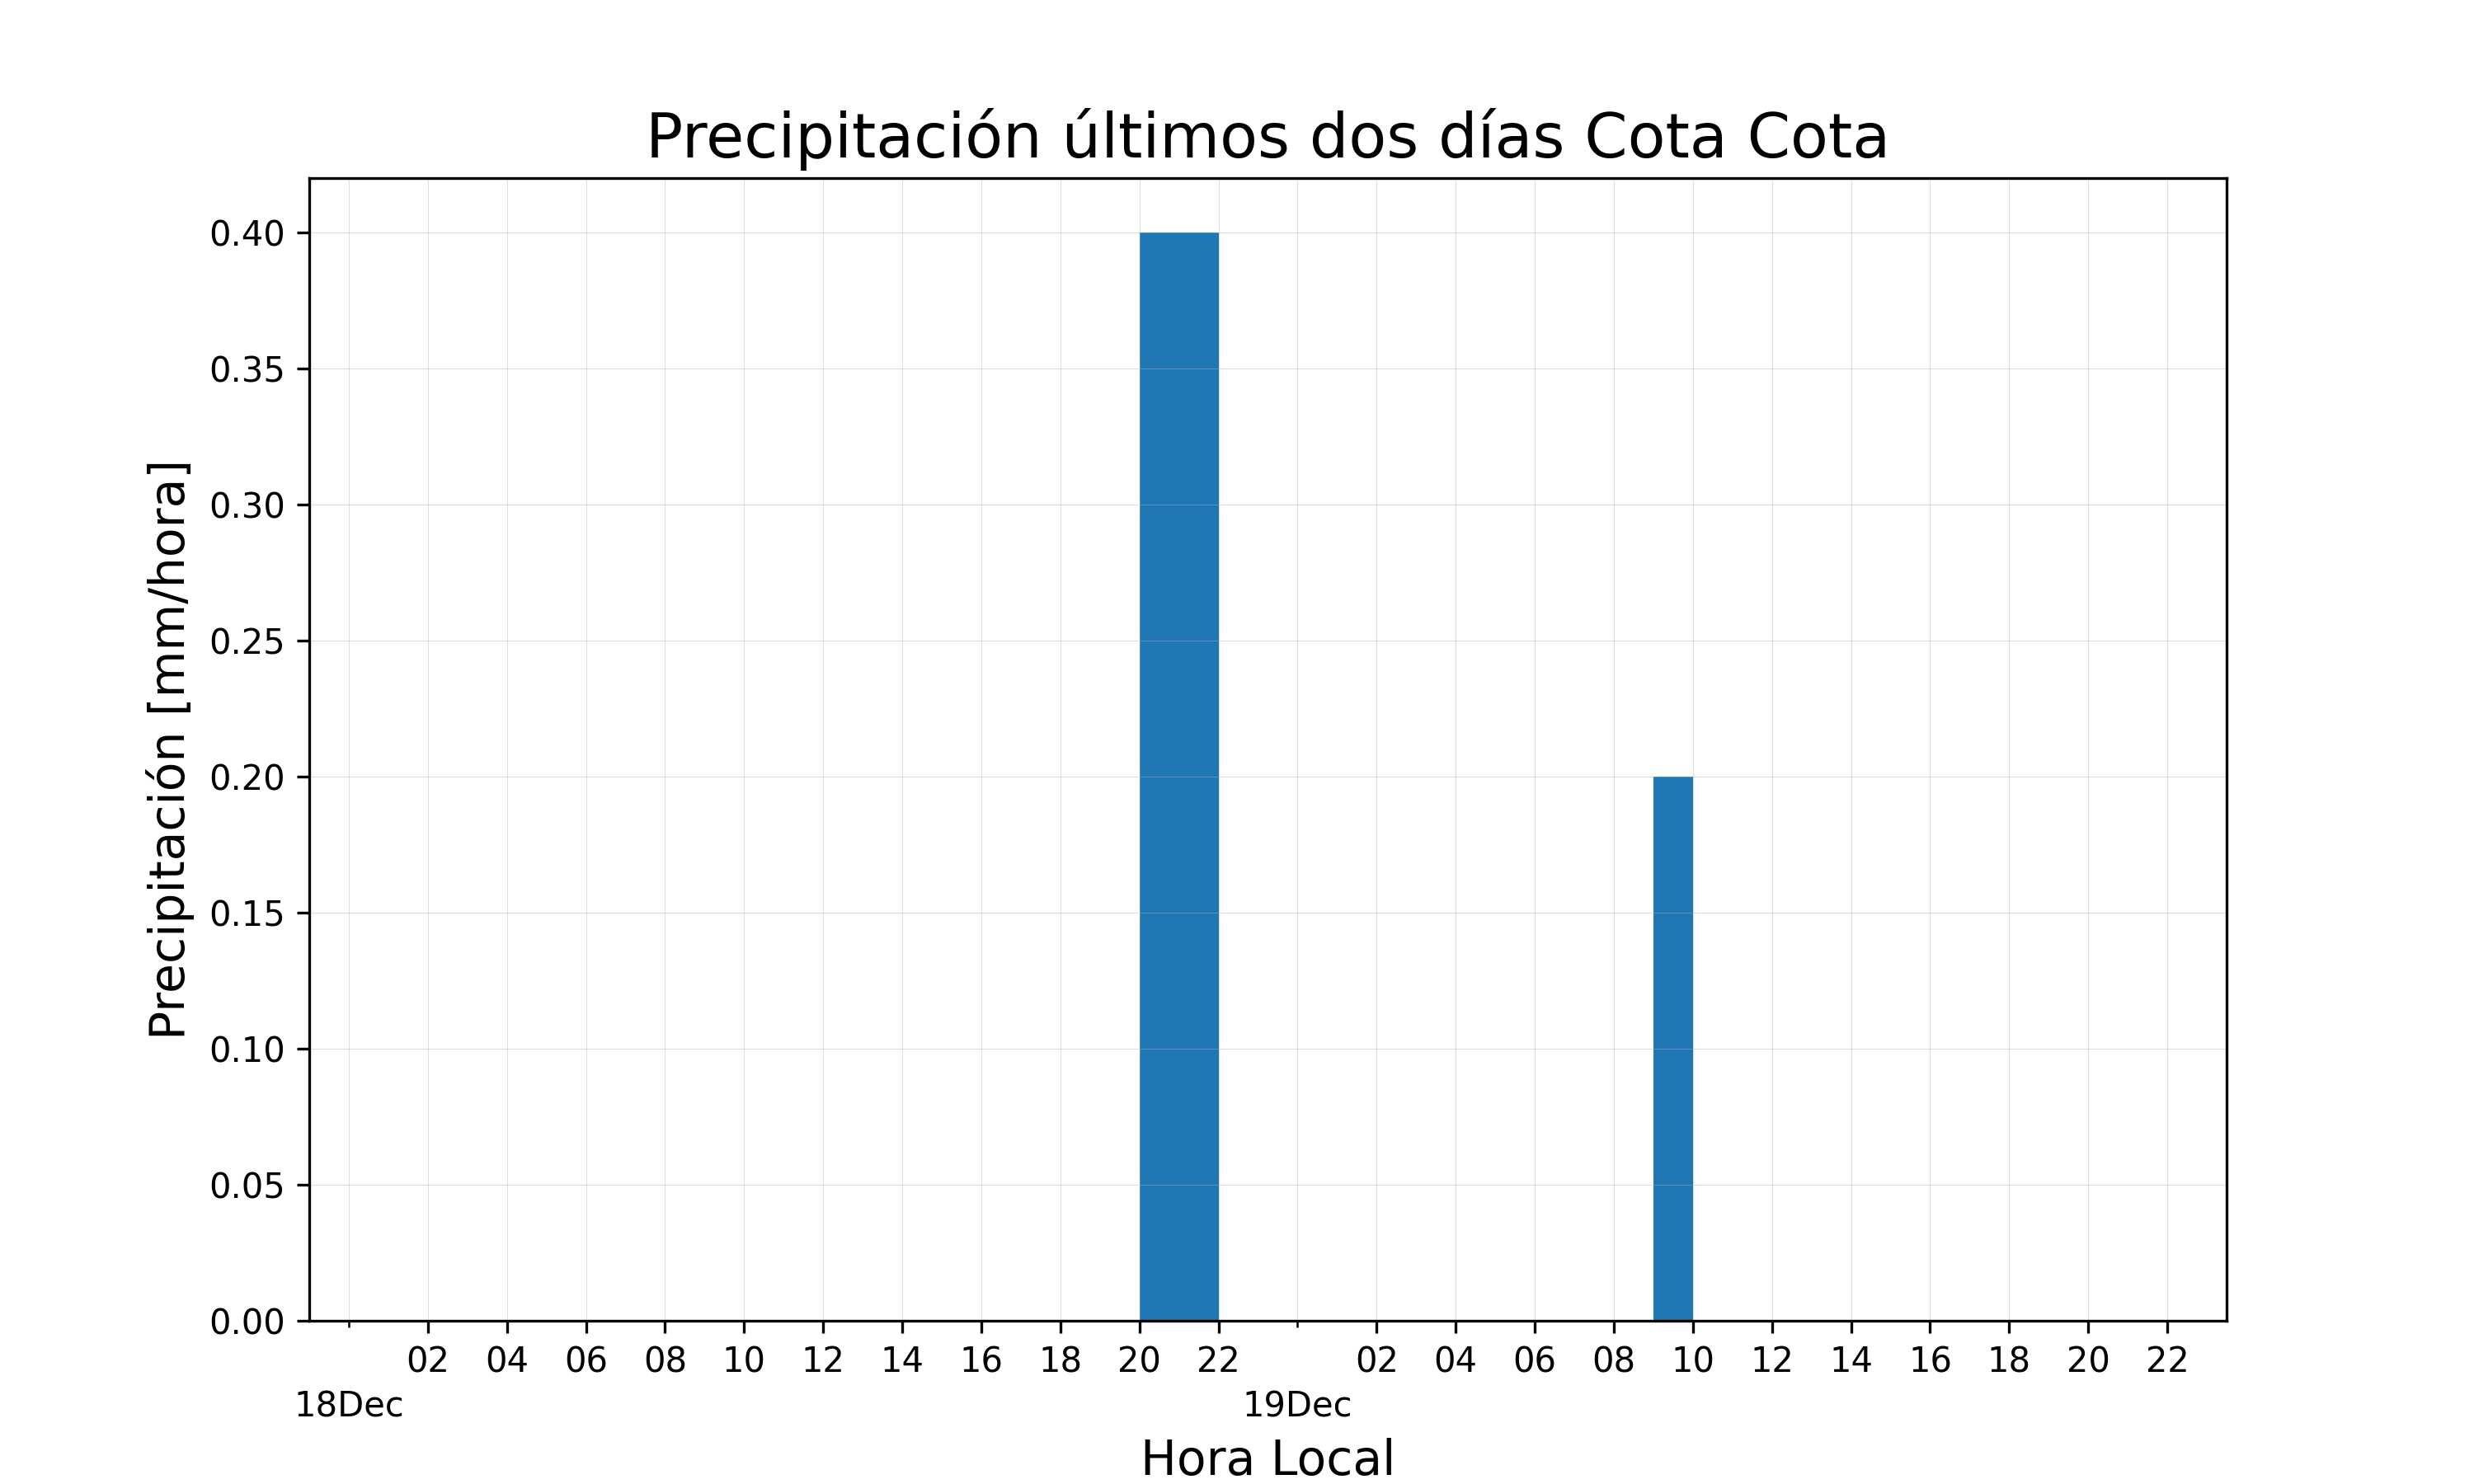 Precipitación últimos dos días Cota Cota
Precipitación [mm/hora]
0.40
0.35
0.30
0.25
0.20
0.15
0.10
0.05
0.00
02 04 06 08 10 12 14 16 18 20 22 02 04 06 08 10 12 14 16 18 20 22
18Dec 19Dec
Hora Local